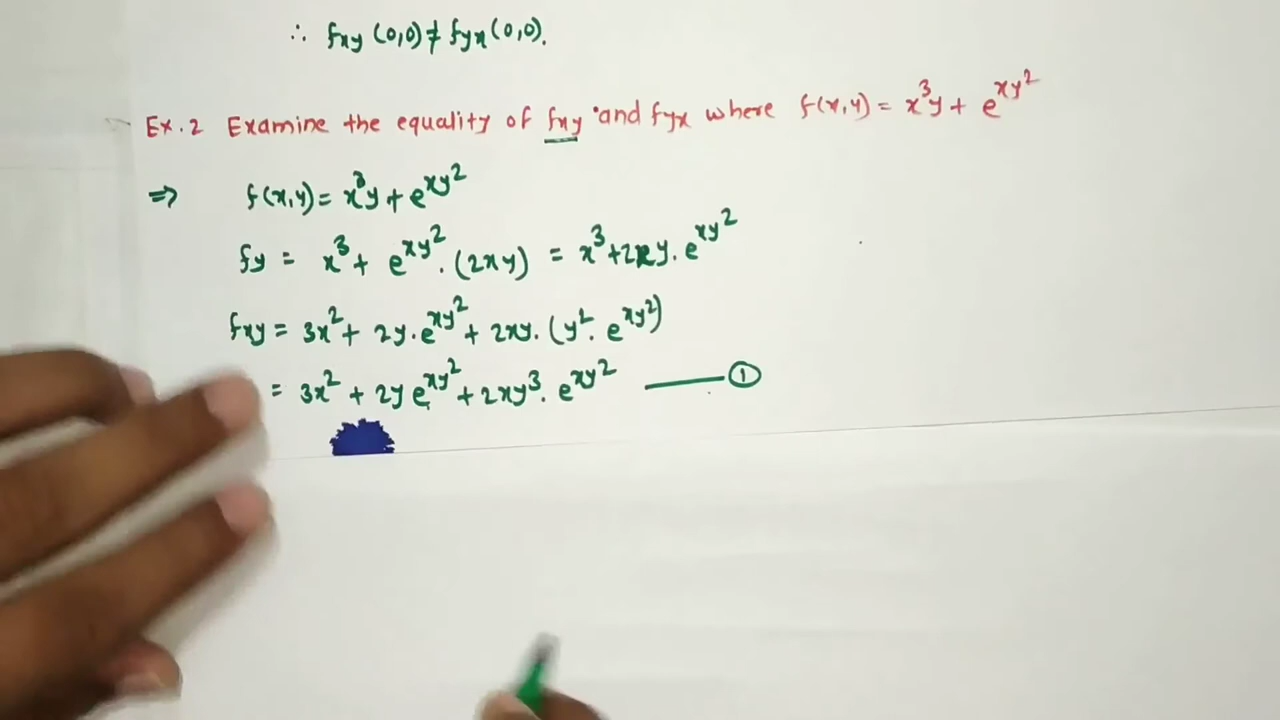 ∴ fxy (0,0) ≠ fyx (0,0).
Ex.2 Examine the equality of fxy and fyx where f(x,y) = x³y + e^xy²
⇒ f(x,y) = x³y + e^xy²
fy = x³ + e^xy² . (2xy) = x³+2xy. e^xy²
fxy = 3x² + 2y. e^xy² + 2xy. (y². e^xy²)
= 3x² + 2y e^xy² + 2xy³. e^xy² —— ①